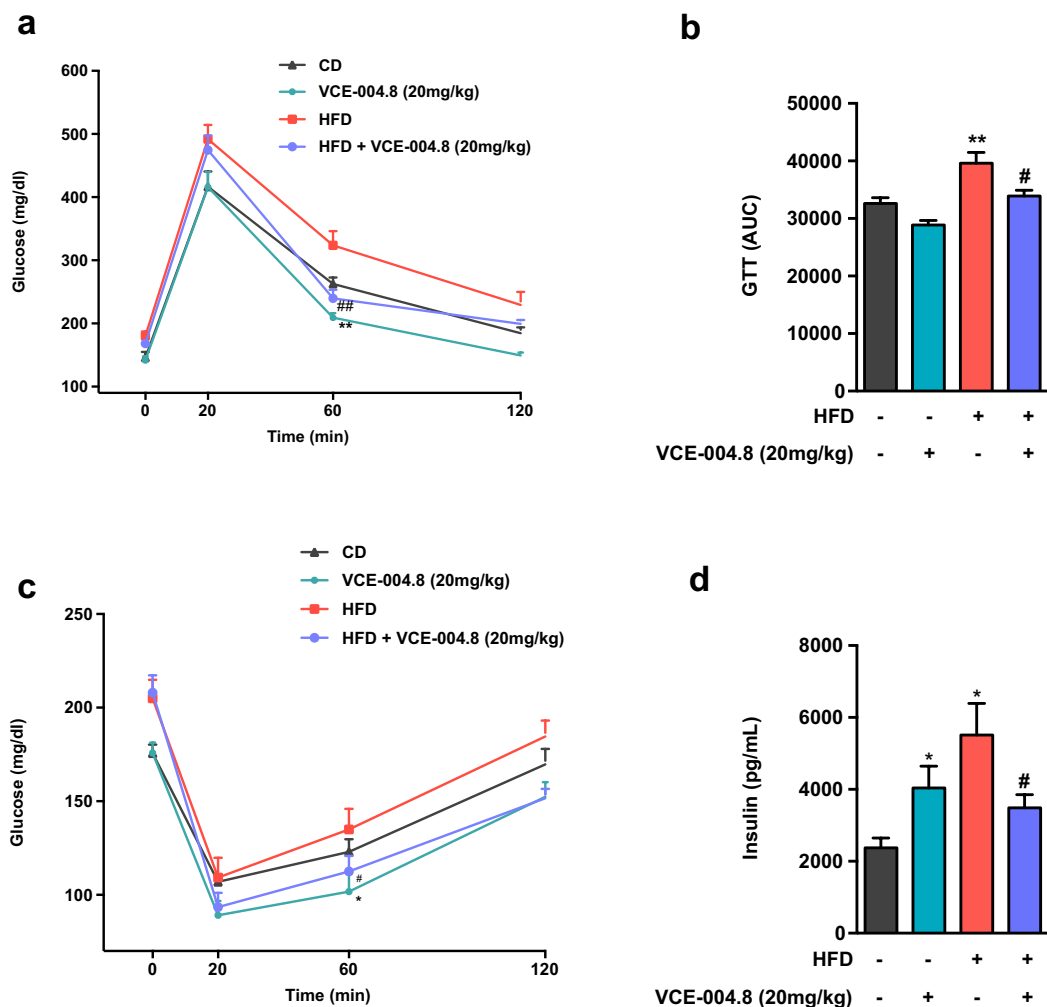 a
CD
VCE-004.8 (20mg/kg)
HFD
HFD + VCE-004.8 (20mg/kg)
600
500
400
300
200
100
Glucose (mg/dl)
##
**
0 20 60 120
Time (min)
b
50000
40000
30000
20000
10000
0
GTT (AUC)
**
#
HFD - - + +
VCE-004.8 (20mg/kg) - + - +
c
CD
VCE-004.8 (20mg/kg)
HFD
HFD + VCE-004.8 (20mg/kg)
250
200
150
100
Glucose (mg/dl)
#
*
0 20 60 120
Time (min)
d
8000
6000
4000
2000
0
Insulin (pg/mL)
*
*
#
HFD - - + +
VCE-004.8 (20mg/kg) - + - +